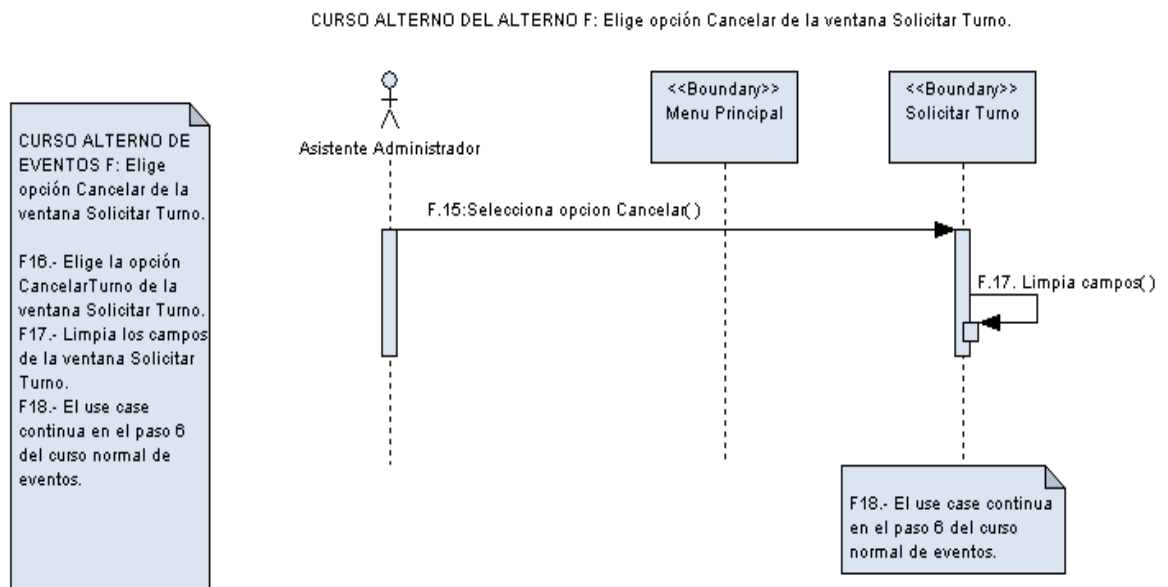 CURSO ALTERNO DEL ALTERNO F: Elige opción Cancelar de la ventana Solicitar Turno.
CURSO ALTERNO DE
EVENTOS F: Elige
opción Cancelar de la
ventana Solicitar Turno.
F16.- Elige la opción
CancelarTurno de la
ventana Solicitar Turno.
F17.- Limpia los campos
de la ventana Solicitar
Turno.
F18.- El use case
continua en el paso 6
del curso normal de
eventos.
Asistente Administrador
<<Boundary>>
Menu Principal
<<Boundary>>
Solicitar Turno
F.15:Selecciona opcion Cancelar( )
F.17. Limpia campos( )
F18.- El use case continua
en el paso 6 del curso
normal de eventos.